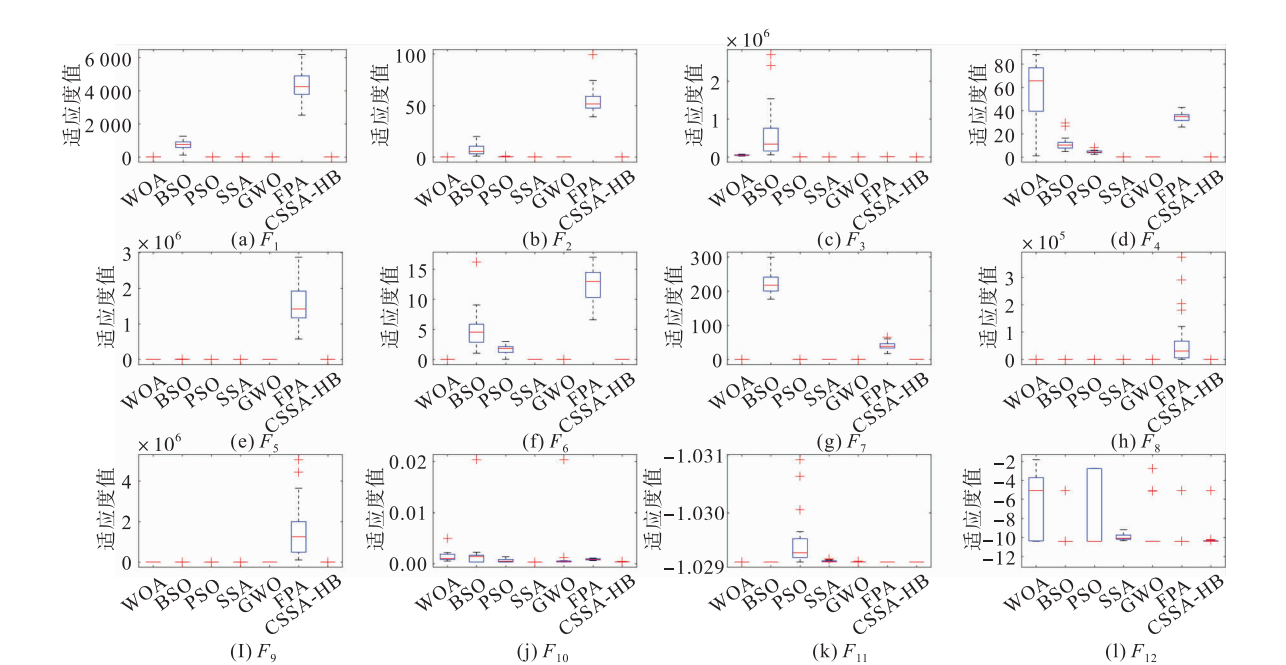 6 000
4 000
2 000
0
适应度值
WOA
BSO
PSO
SSA
GWO
FPA
CSSA-HB
(a) F1
100
50
0
适应度值
WOA
BSO
PSO
SSA
GWO
FPA
CSSA-HB
(b) F2
× 10^6
2
1
0
适应度值
WOA
BSO
PSO
SSA
GWO
FPA
CSSA-HB
(c) F3
80
60
40
20
0
适应度值
WOA
BSO
PSO
SSA
GWO
FPA
CSSA-HB
(d) F4
× 10^6
3
2
1
0
适应度值
WOA
BSO
PSO
SSA
GWO
FPA
CSSA-HB
(e) F5
15
10
5
0
适应度值
WOA
BSO
PSO
SSA
GWO
FPA
CSSA-HB
(f) F6
300
200
100
0
适应度值
WOA
BSO
PSO
SSA
GWO
FPA
CSSA-HB
(g) F7
× 10^5
3
2
1
0
适应度值
WOA
BSO
PSO
SSA
GWO
FPA
CSSA-HB
(h) F8
× 10^6
4
2
0
适应度值
WOA
BSO
PSO
SSA
GWO
FPA
CSSA-HB
(I) F9
0.02
0.01
0.00
适应度值
WOA
BSO
PSO
SSA
GWO
FPA
CSSA-HB
(j) F10
−1.031
−1.030
−1.029
适应度值
WOA
BSO
PSO
SSA
GWO
FPA
CSSA-HB
(k) F11
−2
−4
−6
−8
−10
−12
适应度值
WOA
BSO
PSO
SSA
GWO
FPA
CSSA-HB
(l) F12